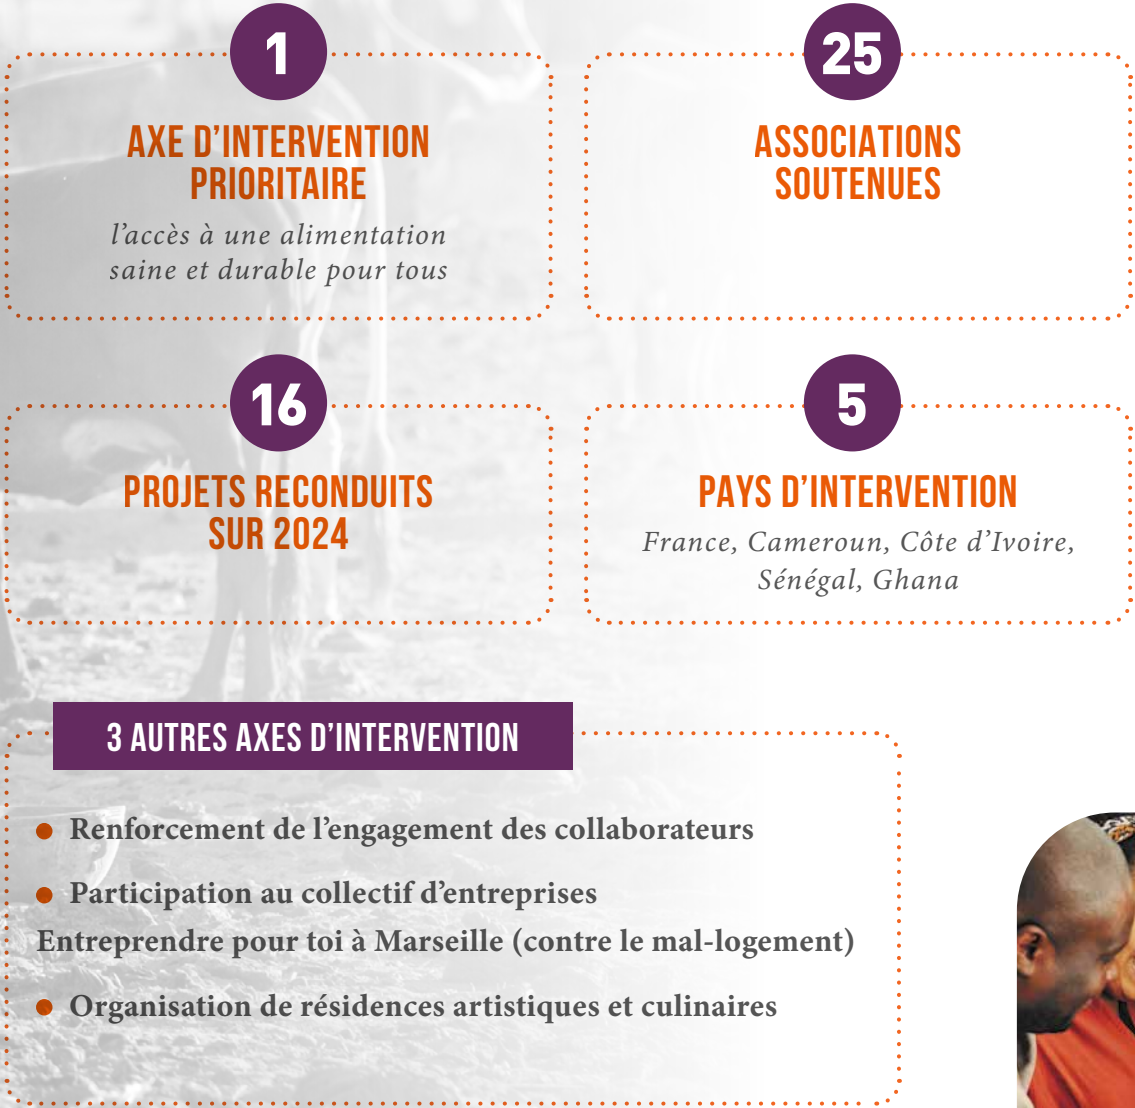 1
AXE D’INTERVENTION
PRIORITAIRE
l’accès à une alimentation
saine et durable pour tous
25
ASSOCIATIONS
SOUTENUES
16
PROJETS RECONDUITS
SUR 2024
5
PAYS D’INTERVENTION
France, Cameroun, Côte d’Ivoire,
Sénégal, Ghana
3 AUTRES AXES D’INTERVENTION
● Renforcement de l’engagement des collaborateurs
● Participation au collectif d’entreprises
Entreprendre pour toi à Marseille (contre le mal-logement)
● Organisation de résidences artistiques et culinaires